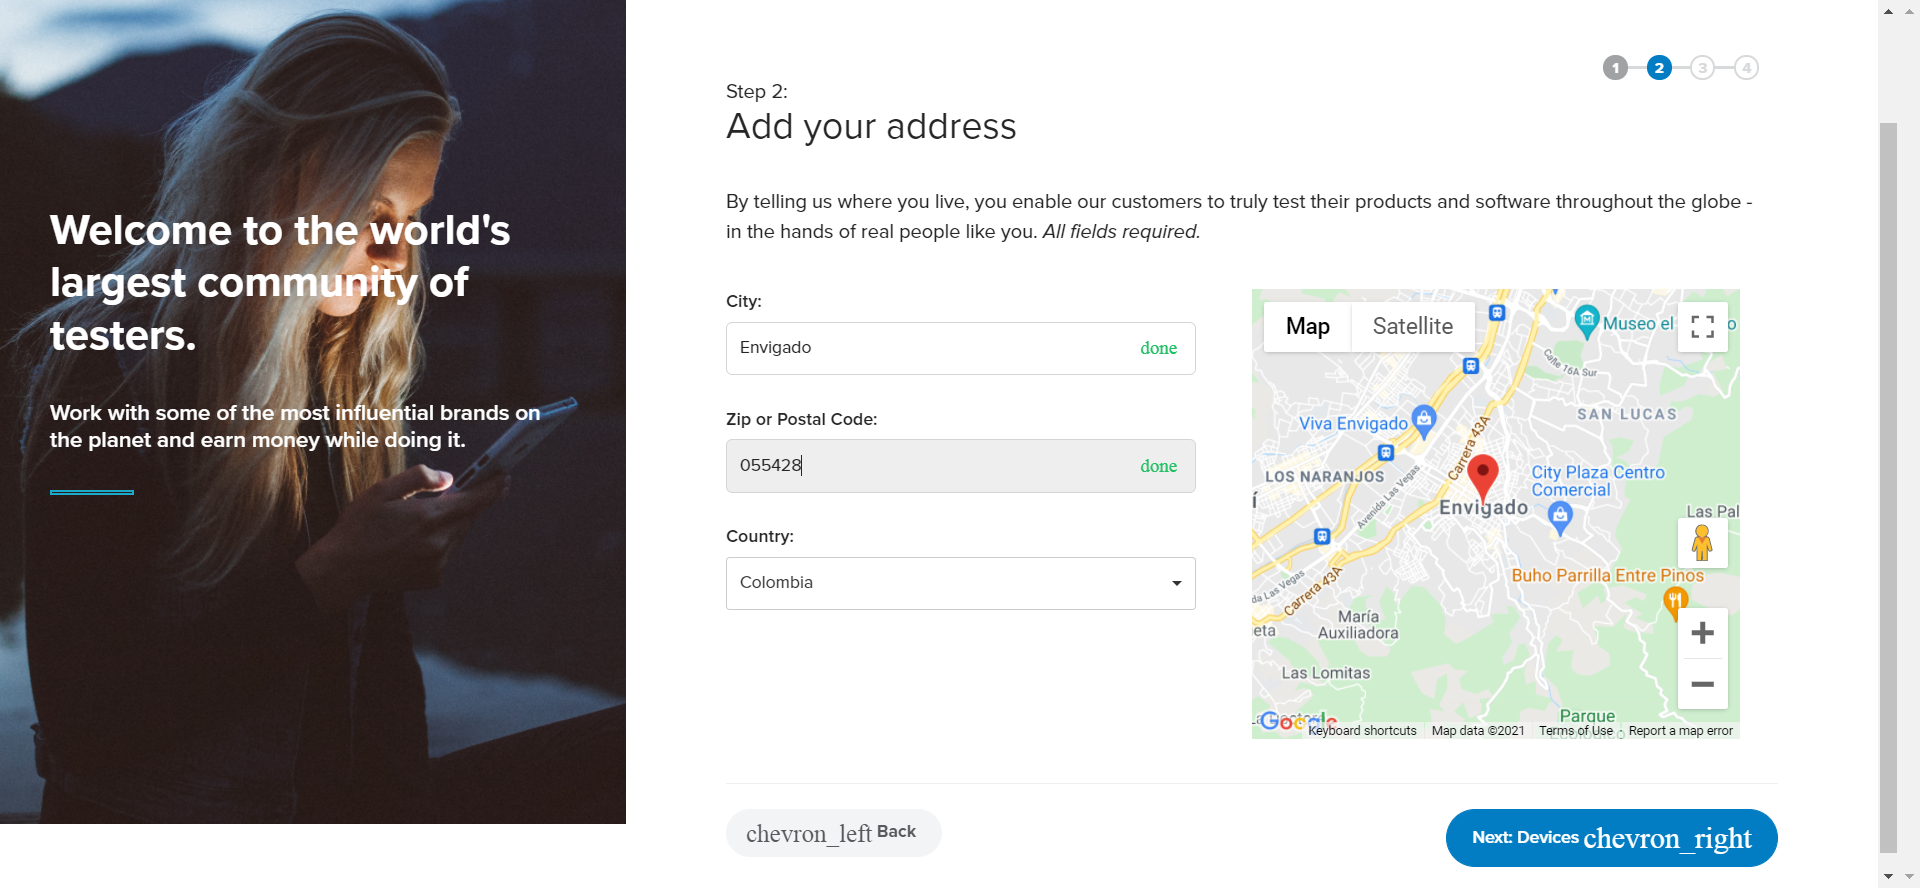 Welcome to the world's
largest community of
testers.
Work with some of the most influential brands on
the planet and earn money while doing it.
1
2
3
4
Step 2:
Add your address
By telling us where you live, you enable our customers to truly test their products and software throughout the globe -
in the hands of real people like you. All fields required.
City:
Envigado
done
Zip or Postal Code:
055428
done
Country:
Colombia
Map
Satellite
Museo el
o
Calle 16A Sur
SAN LUCAS
Viva Envigado
Carrera 43A
City Plaza Centro
Comercial
LOS NARANJOS
Avenida Las Vegas
Envigado
Las Pal
Buho Parrilla Entre Pinos
da Las Vegas
Carrera 43A
María
Auxiliadora
eta
Las Lomitas
Parque
Google
Keyboard shortcuts
Map data ©2021
Terms of Use
Report a map error
chevron_left Back
Next: Devices chevron_right